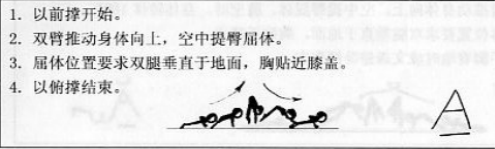 1. 以前撑开始。
2. 双臂推动身体向上，空中提臀屈体。
3. 屈体位置要求双腿垂直于地面，胸贴近膝盖。
4. 以俯撑结束。
A